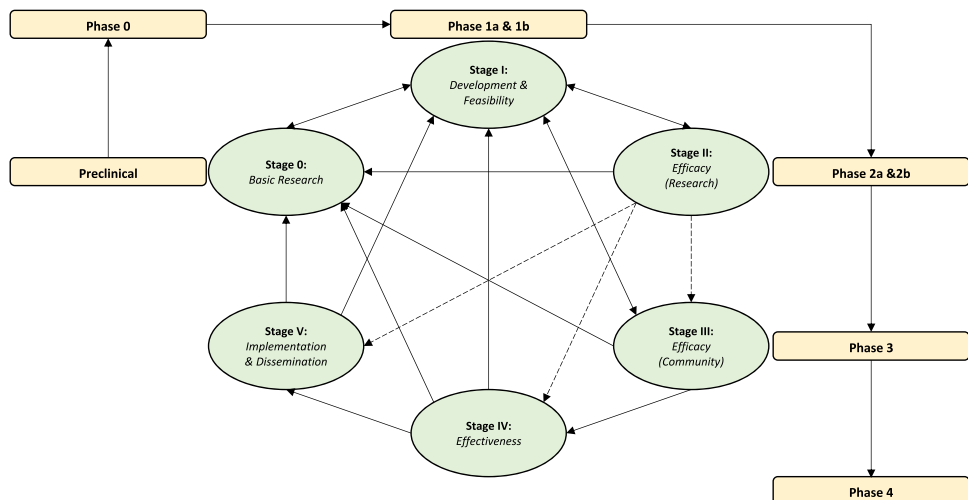 Phase 0
Phase 1a & 1b
Stage I:
Development &
Feasibility
Stage 0:
Basic Research
Stage II:
Efficacy
(Research)
Preclinical
Phase 2a &2b
Stage V:
Implementation
& Dissemination
Stage III:
Efficacy
(Community)
Phase 3
Stage IV:
Effectiveness
Phase 4